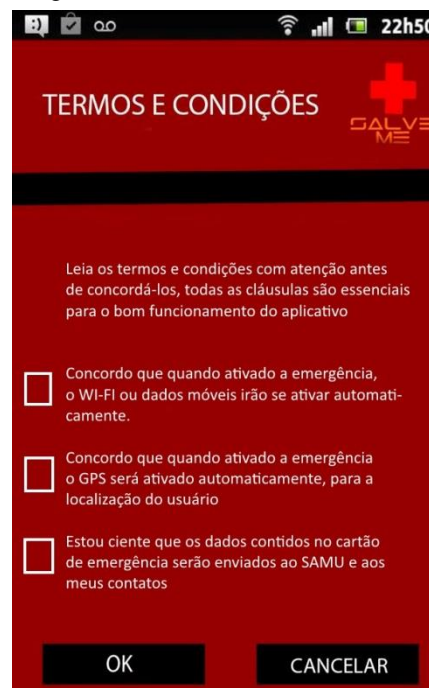 22h50
TERMOS E CONDIÇÕES
SALVE
ME
Leia os termos e condições com atenção antes
de concordá-los, todas as cláusulas são essenciais
para o bom funcionamento do aplicativo
Concordo que quando ativado a emergência,
o WI-FI ou dados móveis irão se ativar automati-
camente.
Concordo que quando ativado a emergência
o GPS será ativado automaticamente, para a
localização do usuário
Estou ciente que os dados contidos no cartão
de emergência serão enviados ao SAMU e aos
meus contatos
OK
CANCELAR